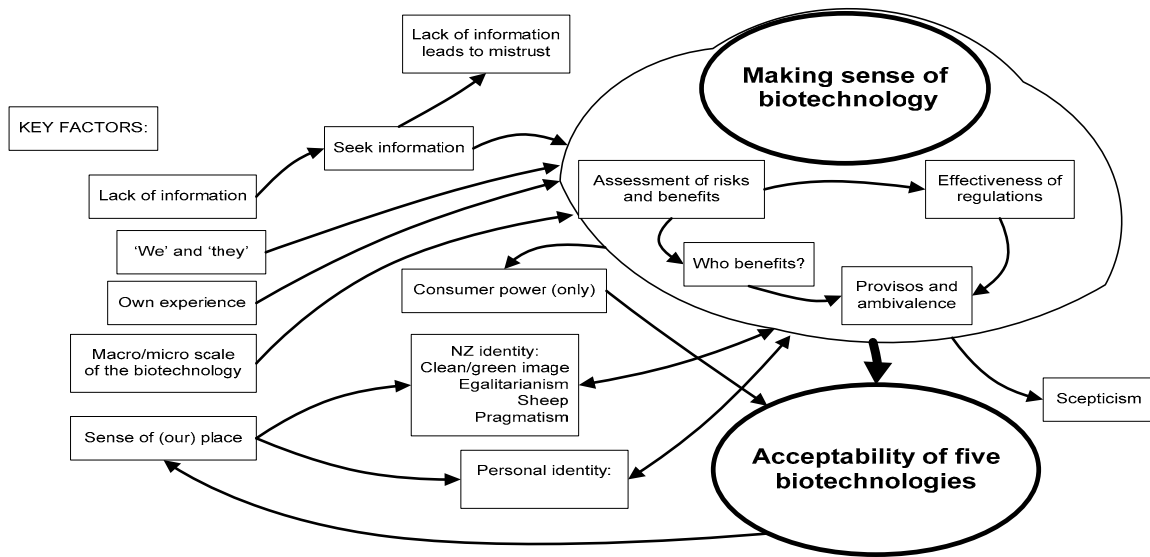 Lack of information
leads to mistrust
Making sense of
biotechnology
KEY FACTORS:
Seek information
Lack of information
Assessment of risks
and benefits
Effectiveness of
regulations
‘We’ and ‘they’
Who benefits?
Own experience
Consumer power (only)
Provisos and
ambivalence
Macro/micro scale
of the biotechnology
NZ identity:
Clean/green image
Egalitarianism
Sheep
Pragmatism
Scepticism
Sense of (our) place
Personal identity:
Acceptability of five
biotechnologies